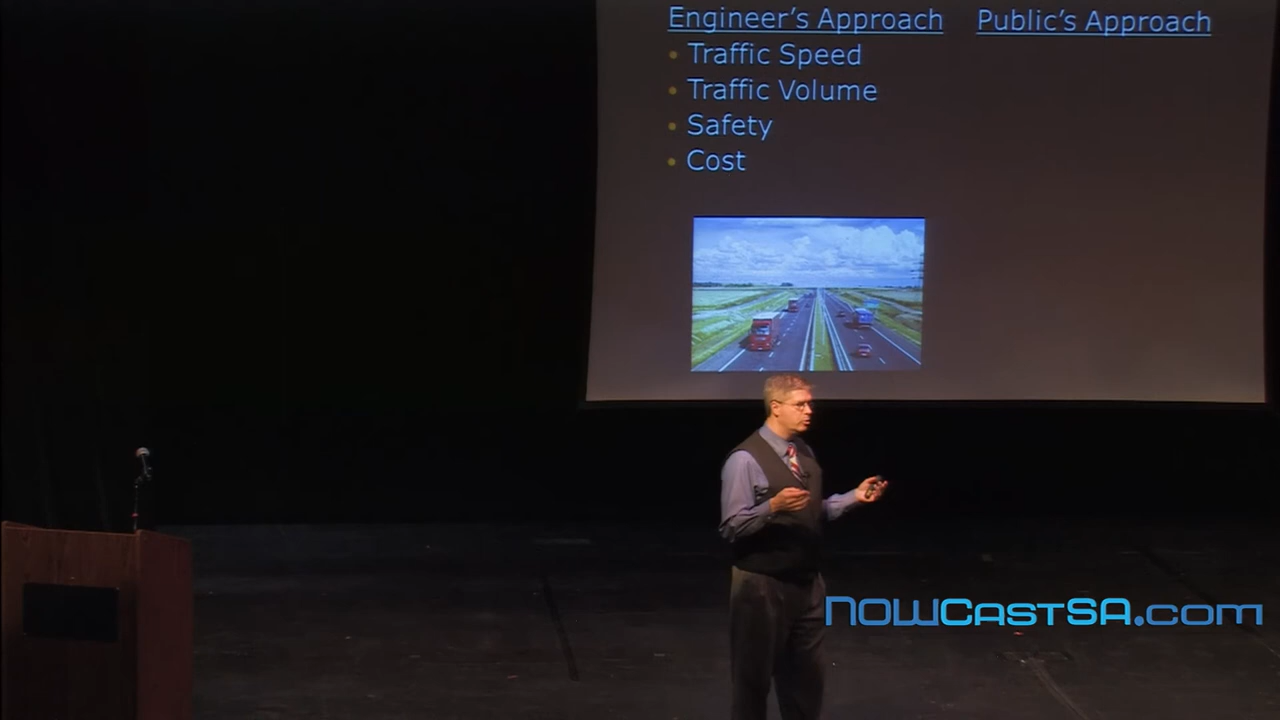 Engineer's Approach Public's Approach
• Traffic Speed
• Traffic Volume
• Safety
• Cost
NOWCastSA.com